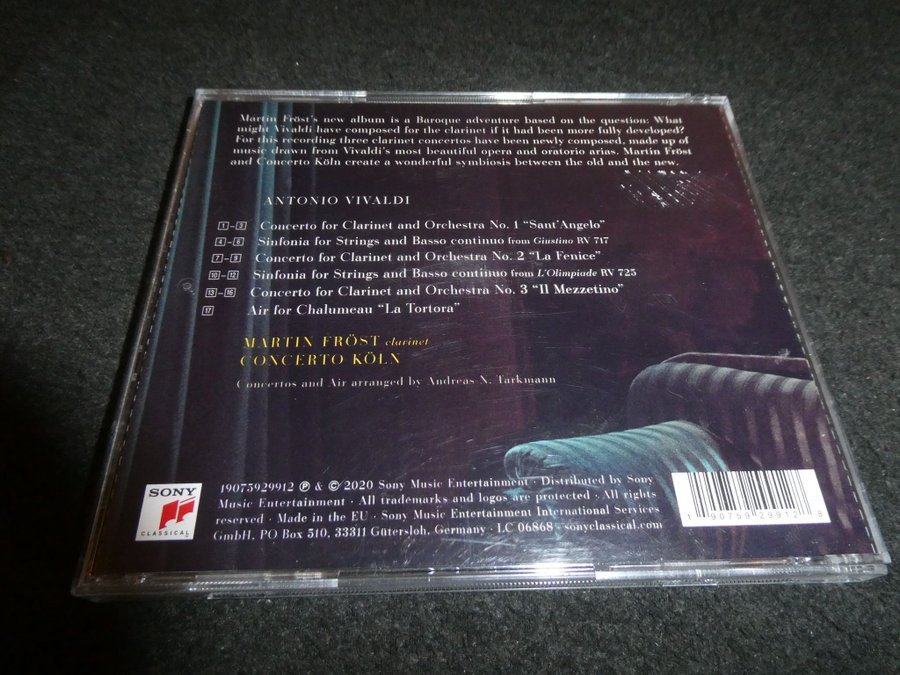 Martin Fröst's new album is a Baroque adventure based on the question: What
might Vivaldi have composed for the clarinet if it had been more fully developed?
For this recording three clarinet concertos have been newly composed, made up of
music drawn from Vivaldi's most beautiful opera and oratorio arias. Martin Fröst
and Concerto Köln create a wonderful symbiosis between the old and the new.
ANTONIO VIVALDI
1–3 Concerto for Clarinet and Orchestra No. 1 "Sant'Angelo"
4–6 Sinfonia for Strings and Basso continuo from Giustino RV 717
7–9 Concerto for Clarinet and Orchestra No. 2 "La Fenice"
10–12 Sinfonia for Strings and Basso continuo from L'Olimpiade RV 725
13–16 Concerto for Clarinet and Orchestra No. 3 "Il Mezzetino"
17 Air for Chalumeau "La Tortora"
MARTIN FRÖST clarinet
CONCERTO KÖLN
Concertos and Air arranged by Andreas N. Tarkmann
SONY
CLASSICAL
19075929912 ℗ & © 2020 Sony Music Entertainment · Distributed by Sony
Music Entertainment · All trademarks and logos are protected · All rights
reserved · Made in the EU · Sony Music Entertainment International Services
GmbH, PO Box 510, 33311 Gütersloh, Germany · LC 06868 · sonyclassical.com
1 90759 29912 8